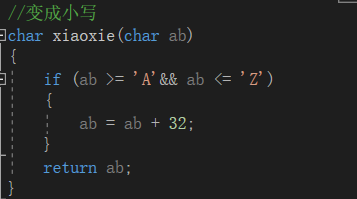 //变成小写
char xiaoxie(char ab)
{
if (ab >= 'A'&& ab <= 'Z')
{
ab = ab + 32;
}
return ab;
}